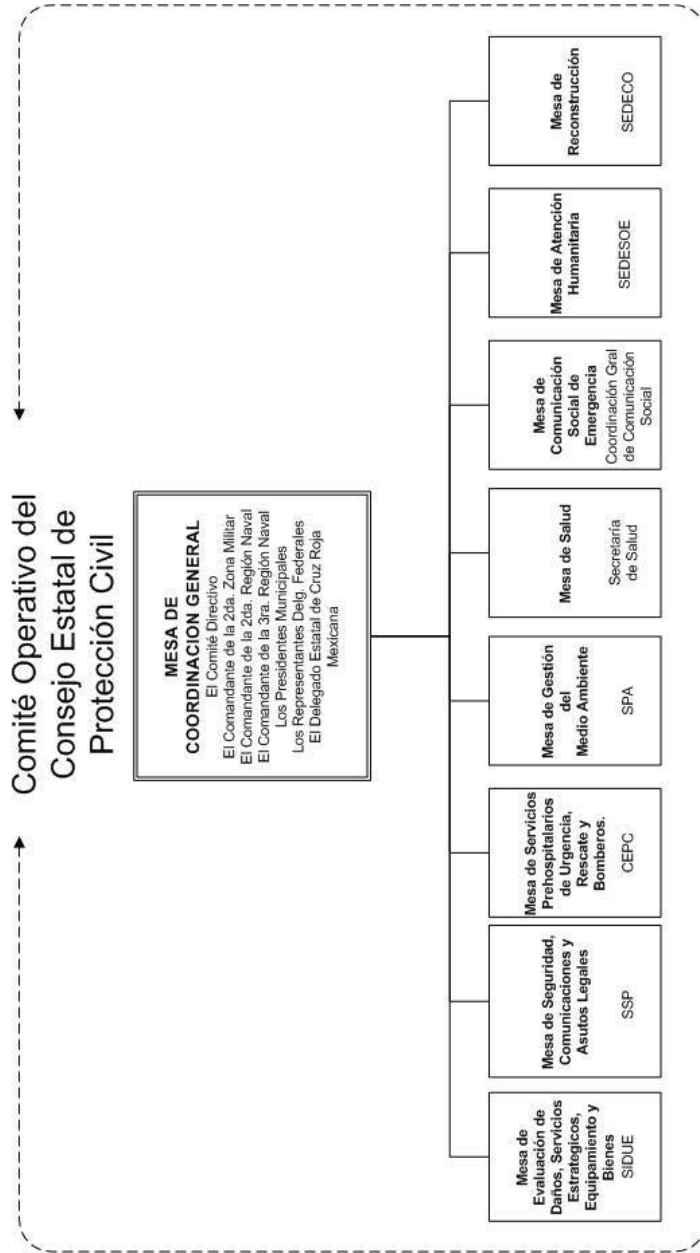 Comité Operativo del
Consejo Estatal de
Protección Civil
MESA DE
COORDINACION GENERAL
El Comité Directivo
El Comandante de la 2da. Zona Militar
El Comandante de la 2da. Región Naval
El Comandante de la 3ra. Región Naval
Los Presidentes Municipales
Los Representantes Delg. Federales
El Delegado Estatal de Cruz Roja
Mexicana
Mesa de
Evaluación de
Daños, Servicios
Estrategicos,
Equipamiento y
Bienes
SIDUE
Mesa de Seguridad,
Comunicaciones y
Asutos Legales
SSP
Mesa de Servicios
Prehospitalarios
de Urgencia,
Rescate y
Bomberos.
CEPC
Mesa de Gestión
del
Medio Ambiente
SPA
Mesa de Salud
Secretaría
de Salud
Mesa de
Comunicación
Social de
Emergencia
Coordinación Gral
de Comunicación
Social
Mesa de Atención
Humanitaria
SEDESOE
Mesa de
Reconstrucción
SEDECO